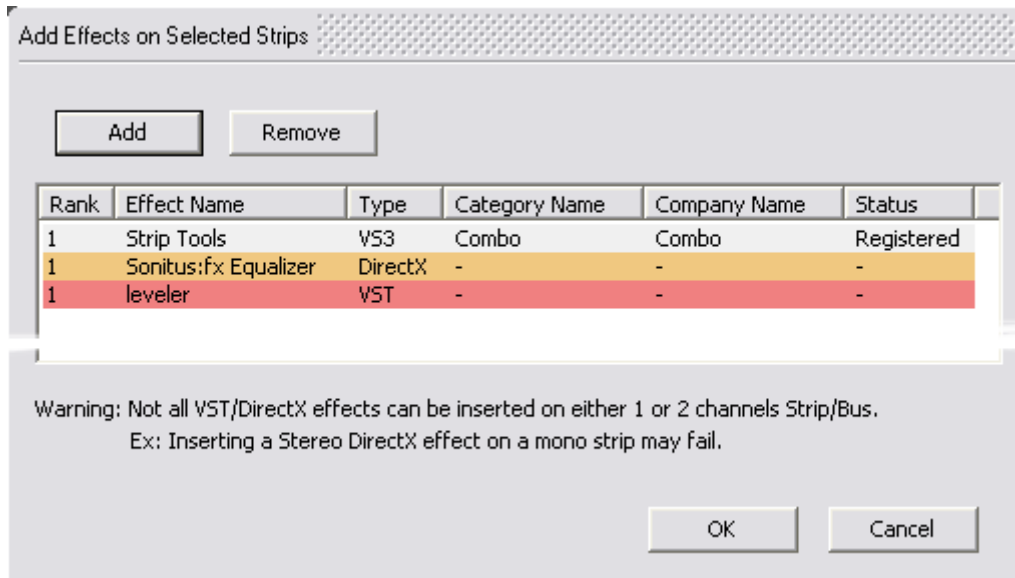 Add Effects on Selected Strips
Add Remove
Rank Effect Name Type Category Name Company Name Status
1 Strip Tools VS3 Combo Combo Registered
1 Sonitus:fx Equalizer DirectX - - -
1 leveler VST - - -
Warning: Not all VST/DirectX effects can be inserted on either 1 or 2 channels Strip/Bus.
Ex: Inserting a Stereo DirectX effect on a mono strip may fail.
OK Cancel